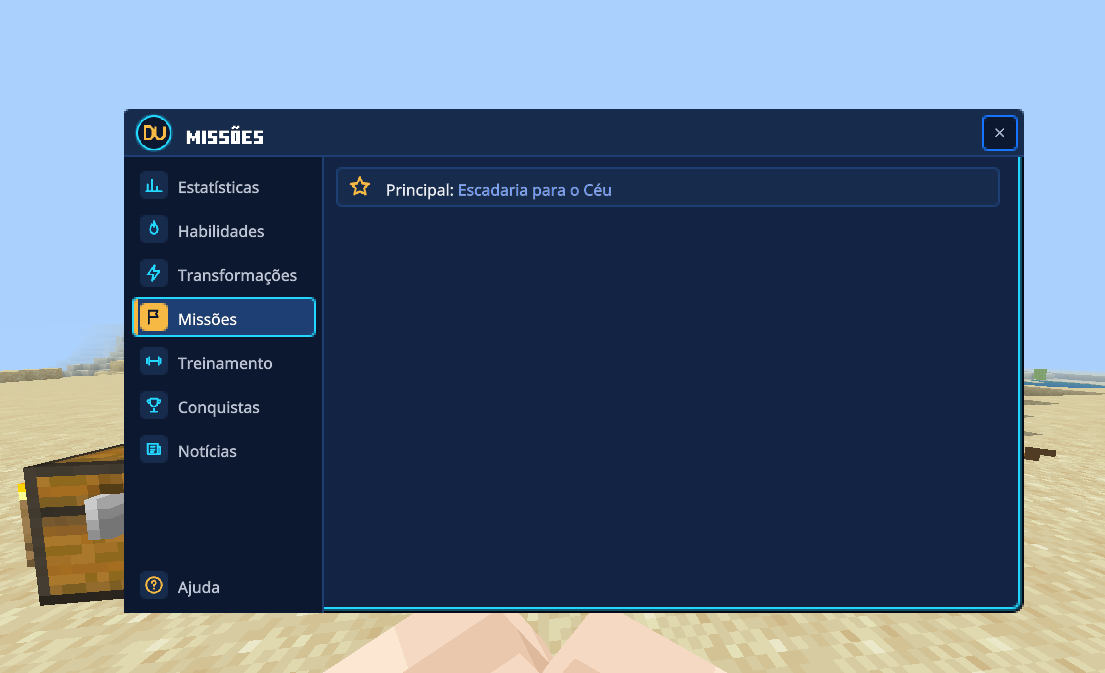 DU
MISSÕES
Estatísticas
Habilidades
Transformações
Missões
Treinamento
Conquistas
Notícias
Ajuda
Principal: Escadaria para o Céu